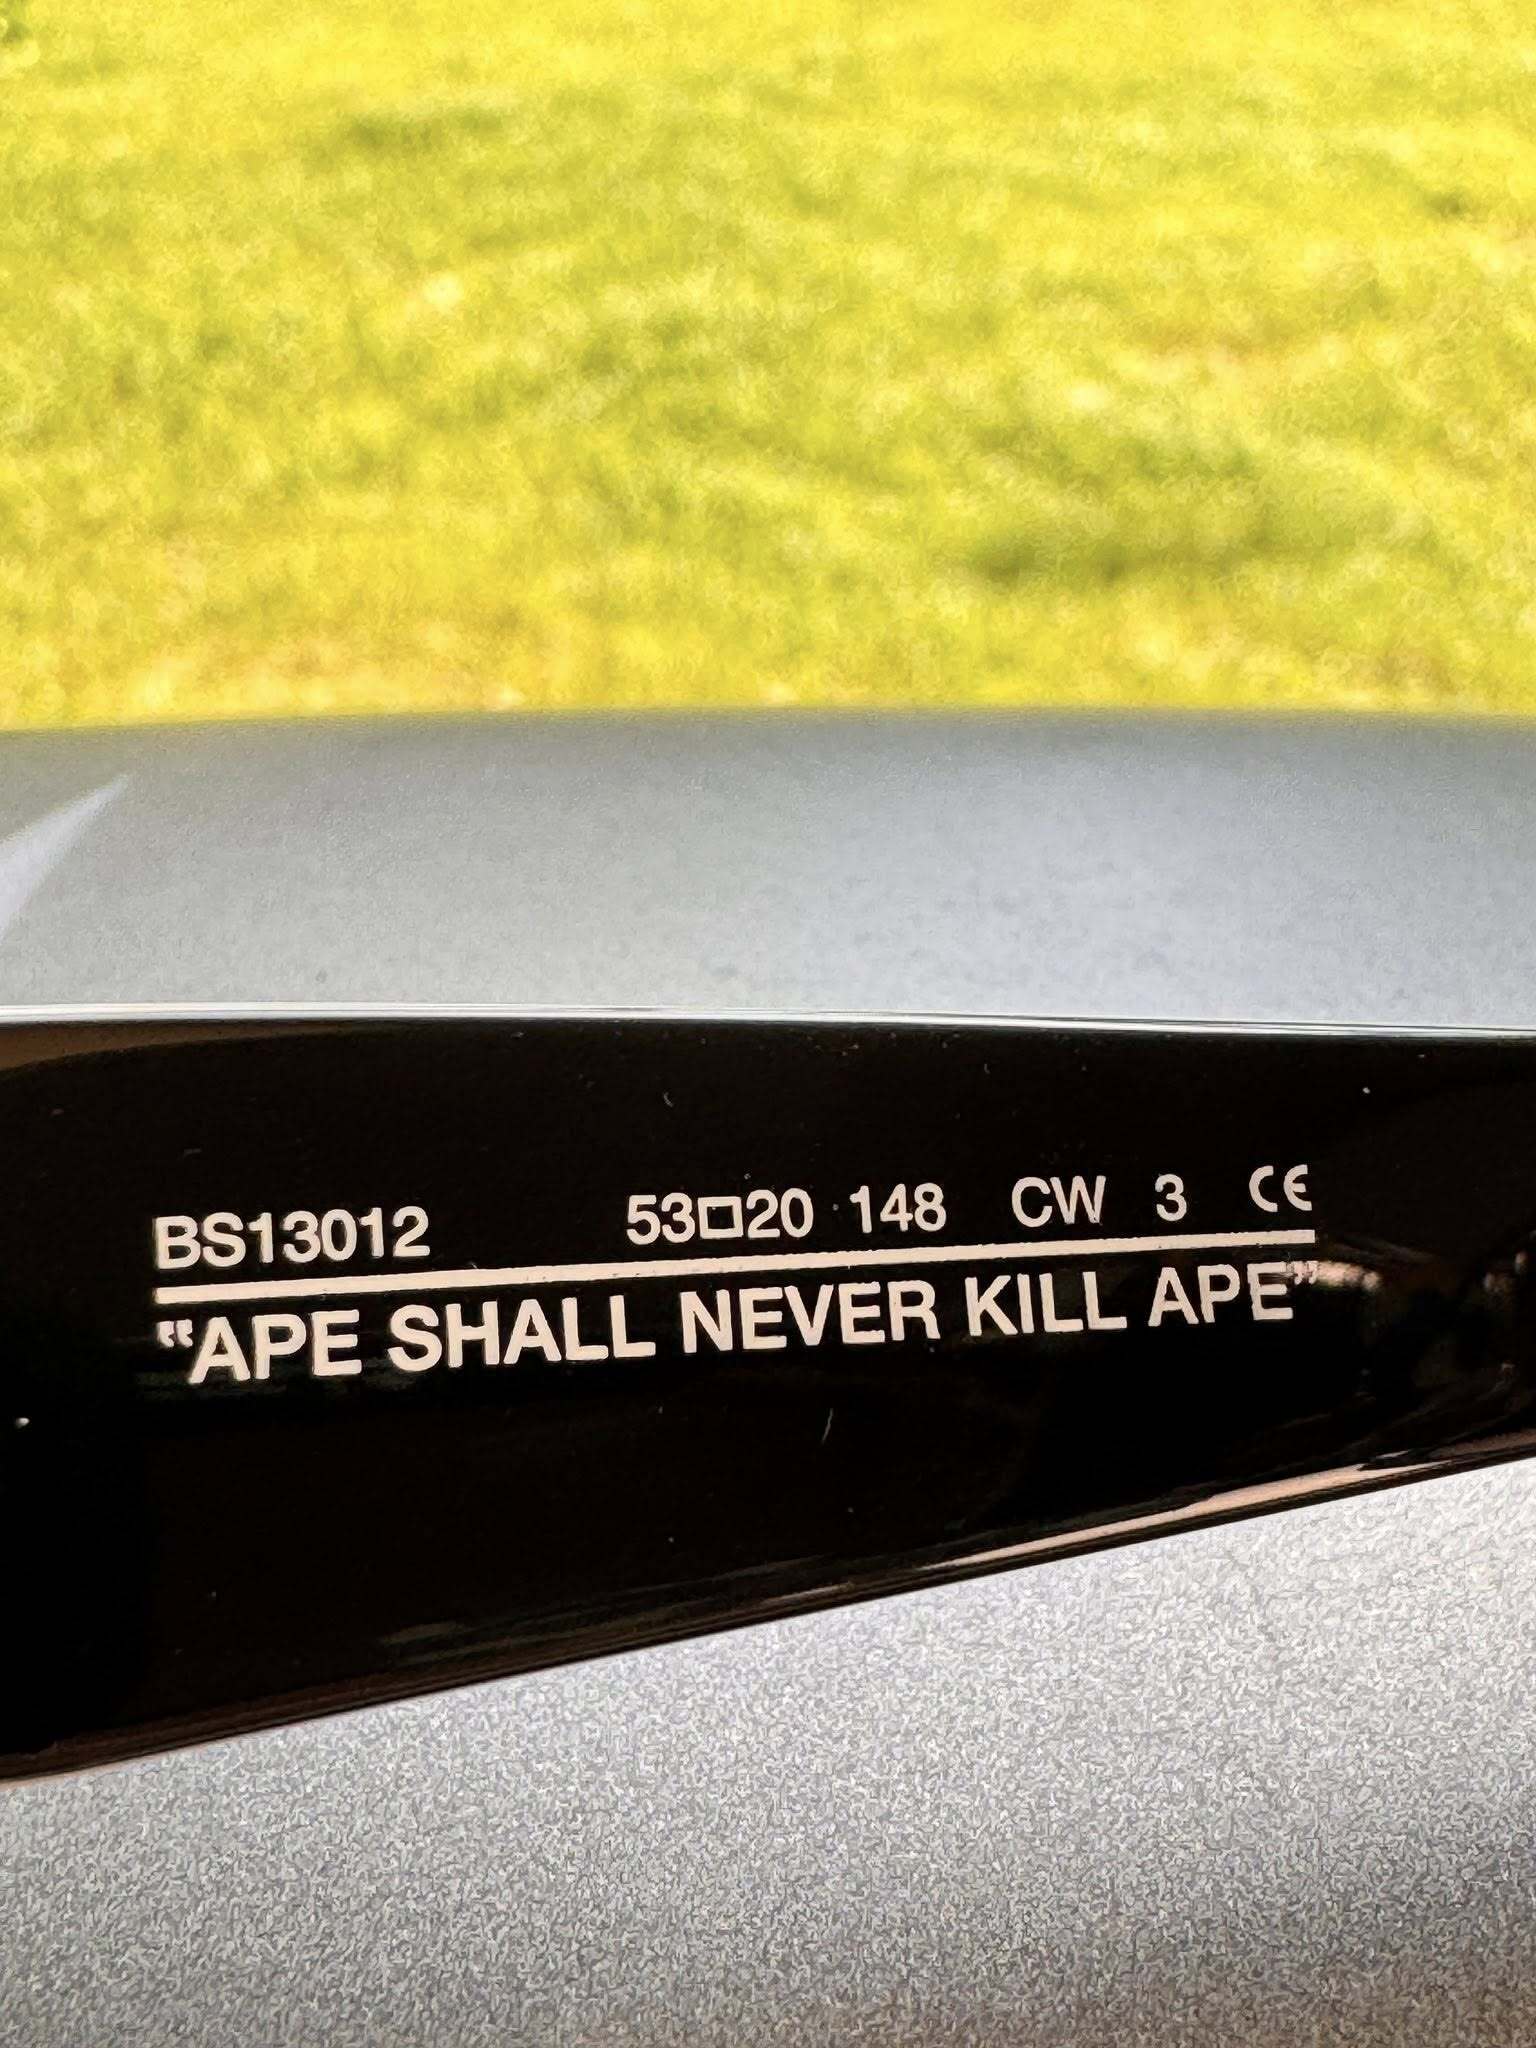 BS13012 53□20 148 CW 3 CE
“APE SHALL NEVER KILL APE”